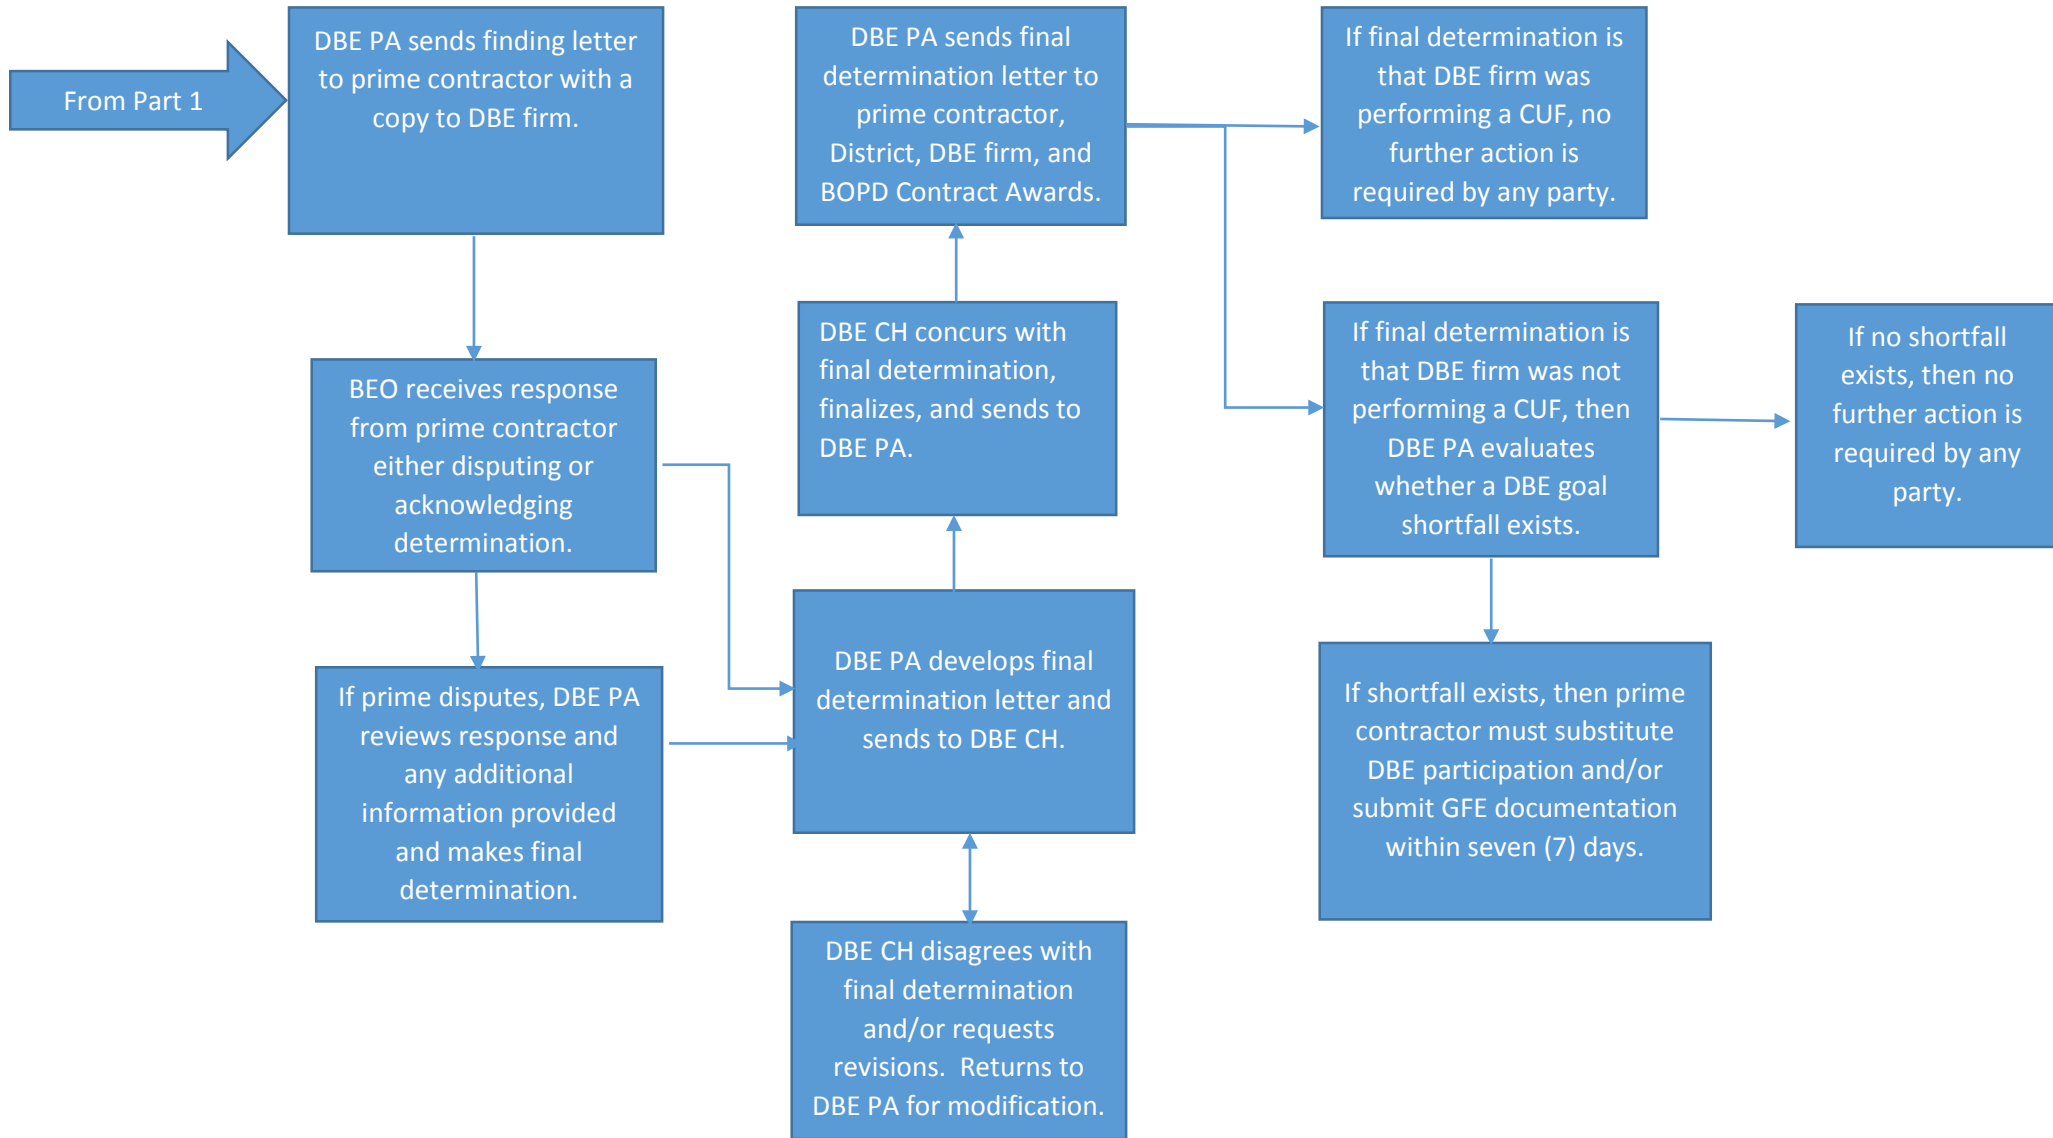 From Part 1
DBE PA sends finding letter
to prime contractor with a
copy to DBE firm.
BEO receives response
from prime contractor
either disputing or
acknowledging
determination.
If prime disputes, DBE PA
reviews response and
any additional
information provided
and makes final
determination.
DBE PA sends final
determination letter to
prime contractor,
District, DBE firm, and
BOPD Contract Awards.
DBE CH concurs with
final determination,
finalizes, and sends to
DBE PA.
DBE PA develops final
determination letter and
sends to DBE CH.
DBE CH disagrees with
final determination
and/or requests
revisions.  Returns to
DBE PA for modification.
If final determination is
that DBE firm was
performing a CUF, no
further action is
required by any party.
If final determination is
that DBE firm was not
performing a CUF, then
DBE PA evaluates
whether a DBE goal
shortfall exists.
If shortfall exists, then prime
contractor must substitute
DBE participation and/or
submit GFE documentation
within seven (7) days.
If no shortfall
exists, then no
further action is
required by any
party.